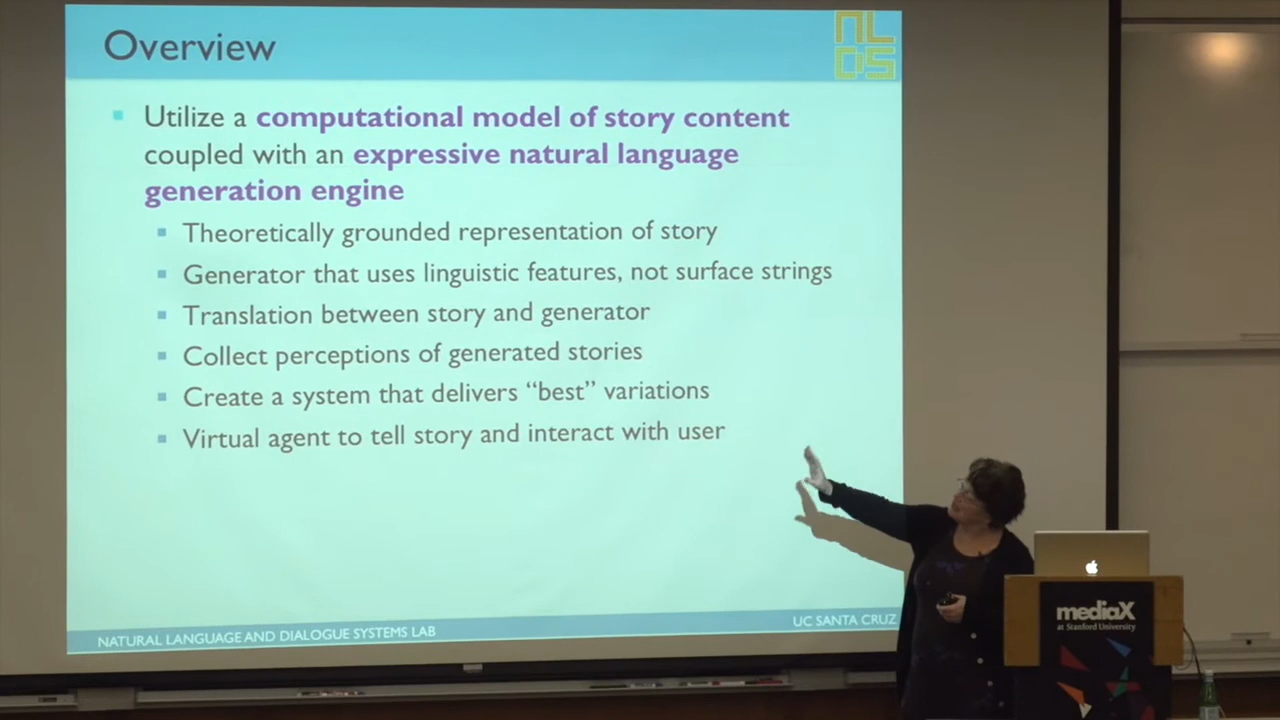 Overview
NL
DS
Utilize a computational model of story content
coupled with an expressive natural language
generation engine
Theoretically grounded representation of story
Generator that uses linguistic features, not surface strings
Translation between story and generator
Collect perceptions of generated stories
Create a system that delivers “best” variations
Virtual agent to tell story and interact with user
NATURAL LANGUAGE AND DIALOGUE SYSTEMS LAB
UC SANTA CRUZ
mediaX
at Stanford University